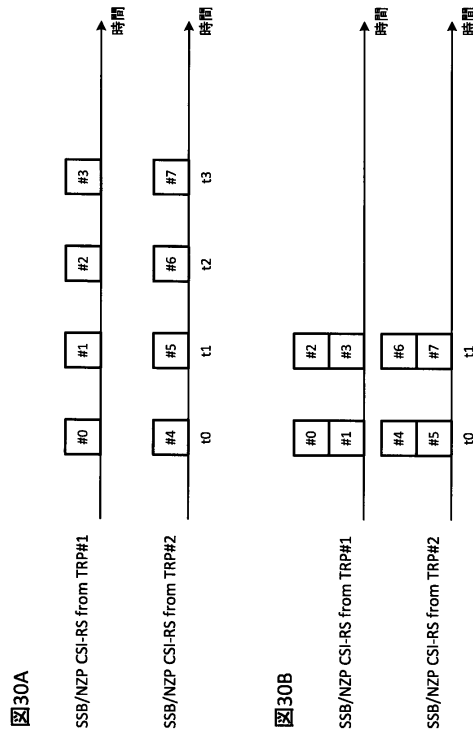 図30A
SSB/NZP CSI-RS from TRP#1
#0 #1 #2 #3
時間
SSB/NZP CSI-RS from TRP#2
#4 #5 #6 #7
時間
t0 t1 t2 t3
図30B
SSB/NZP CSI-RS from TRP#1
#0 #2
#1 #3
時間
SSB/NZP CSI-RS from TRP#2
#4 #6
#5 #7
時間
t0 t1